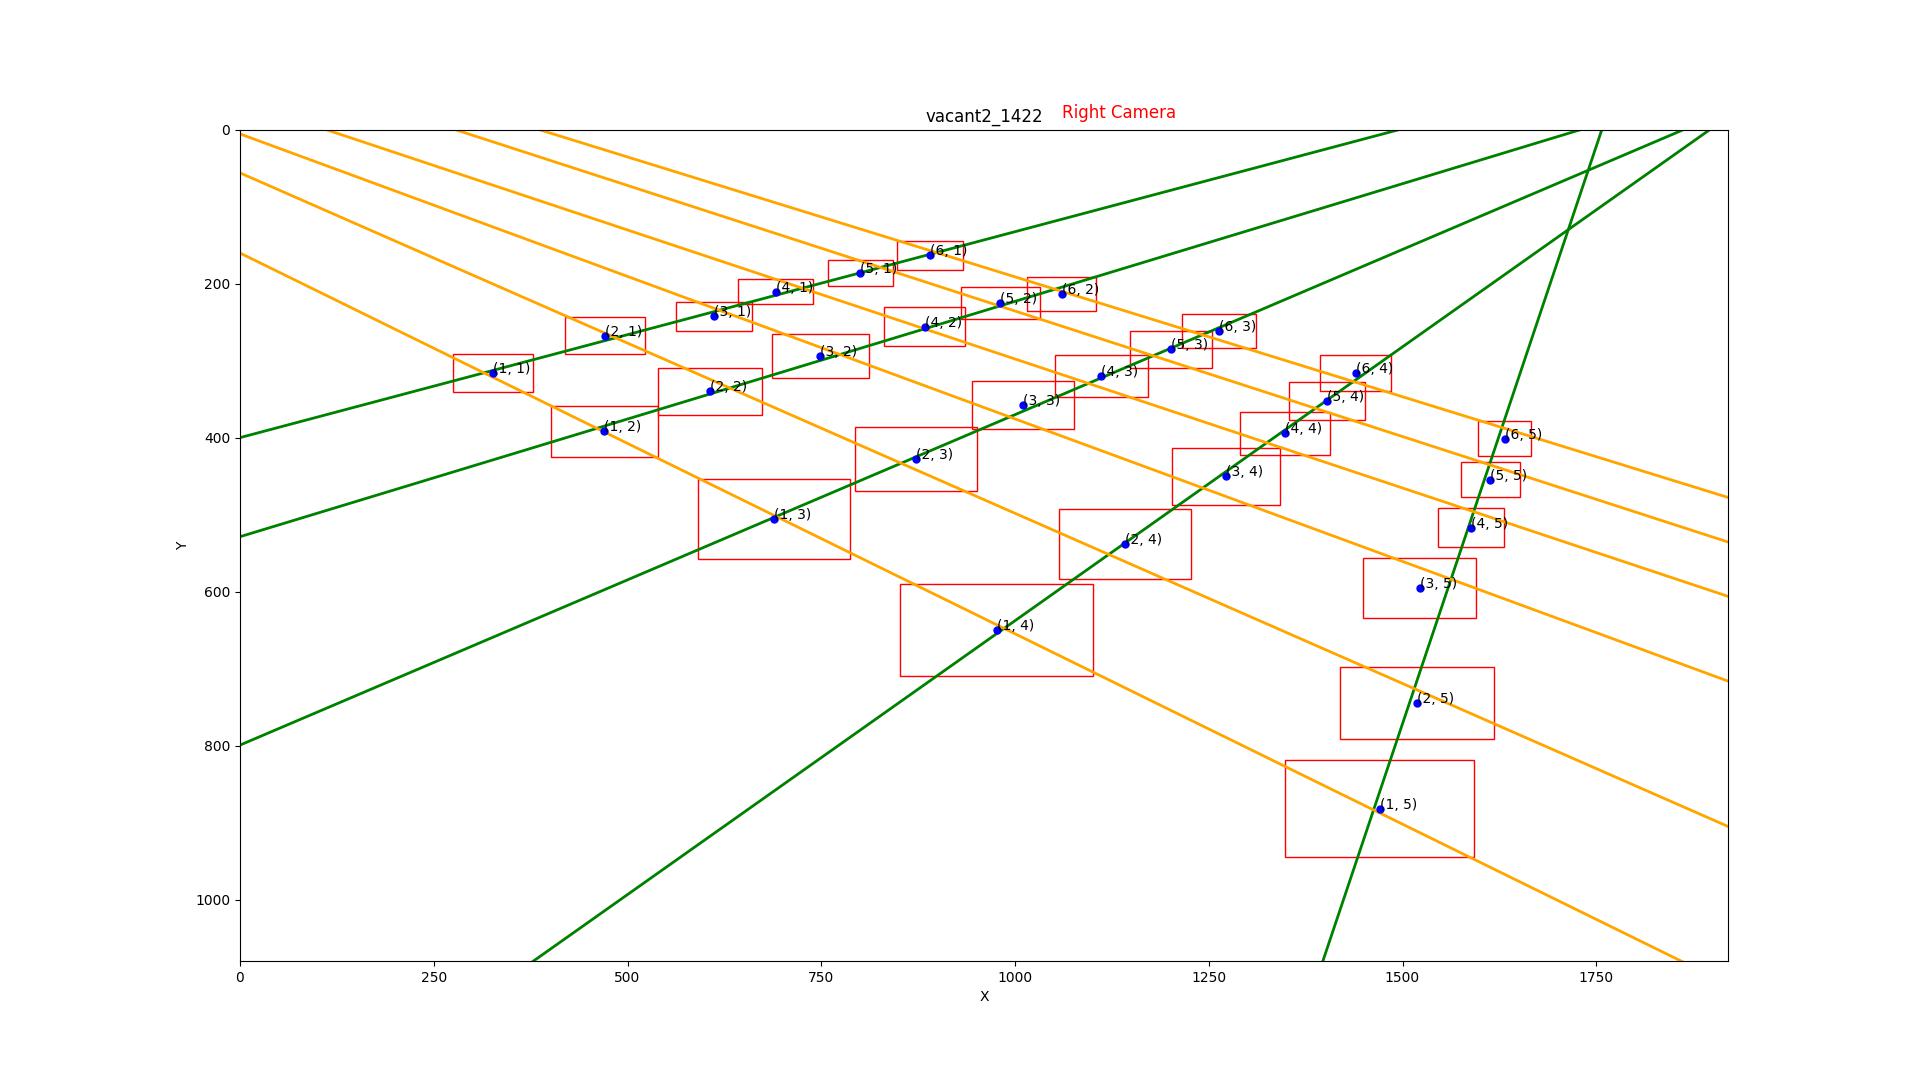 vacant2_1422 Right Camera
0
(6, 1)
(5, 1)
200
(4, 1) (5, 2) (6, 2)
(3, 1)
(2, 1) (4, 2) (6, 3)
(3, 2) (5, 3)
(1, 1) (2, 2) (4, 3) (6, 4)
(3, 3) (5, 4)
400
(1, 2) (4, 4) (6, 5)
(2, 3) (3, 4) (5, 5)
(1, 3) (2, 4) (4, 5)
Y
600
(3, 5)
(1, 4)
(2, 5)
800
(1, 5)
1000
0 250 500 750 1000 1250 1500 1750
X